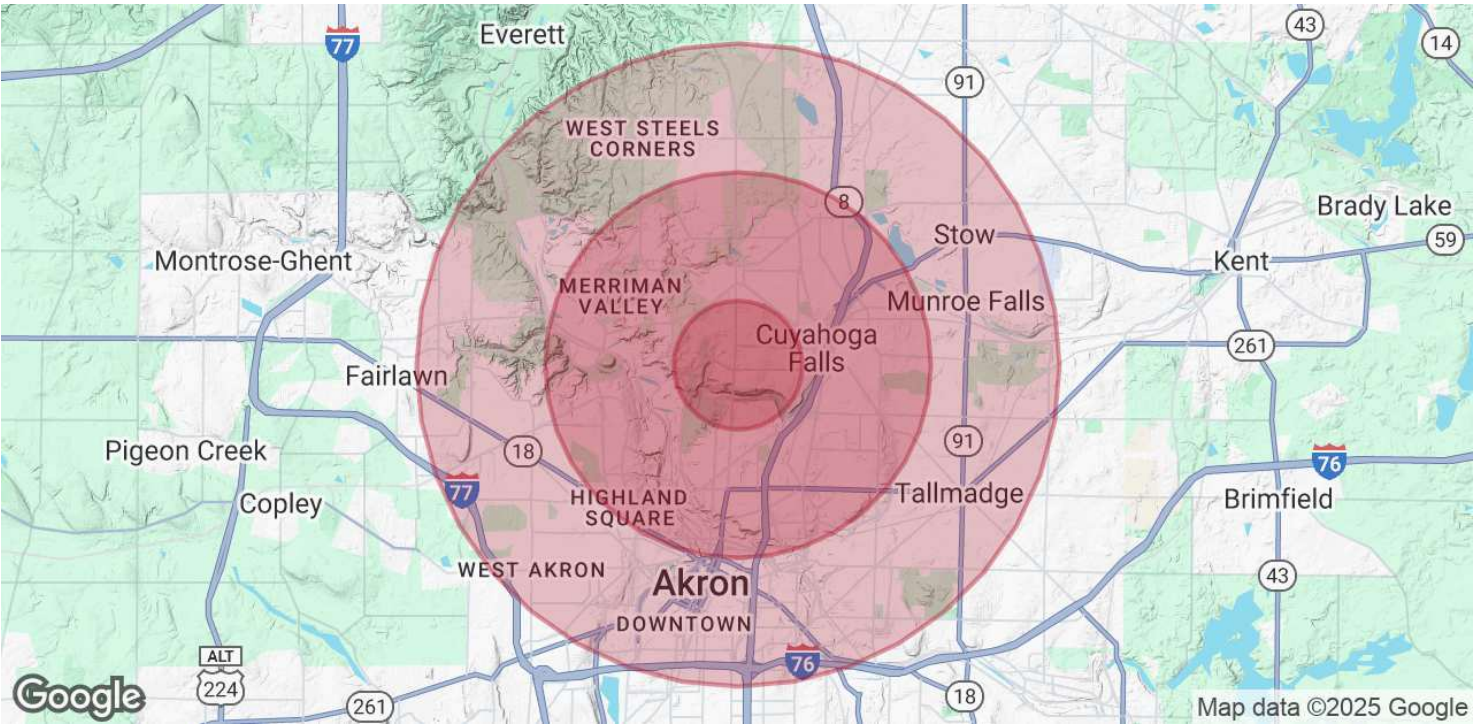 Everett
77
43
14
91
WEST STEELS
CORNERS
8
Brady Lake
Stow
59
Montrose-Ghent
Kent
MERRIMAN
VALLEY
Munroe Falls
Cuyahoga
Falls
261
Fairlawn
91
18
Pigeon Creek
76
77
HIGHLAND
SQUARE
Tallmadge
Brimfield
Copley
WEST AKRON
Akron
43
DOWNTOWN
ALT
224
76
18
261
Google
Map data ©2025 Google